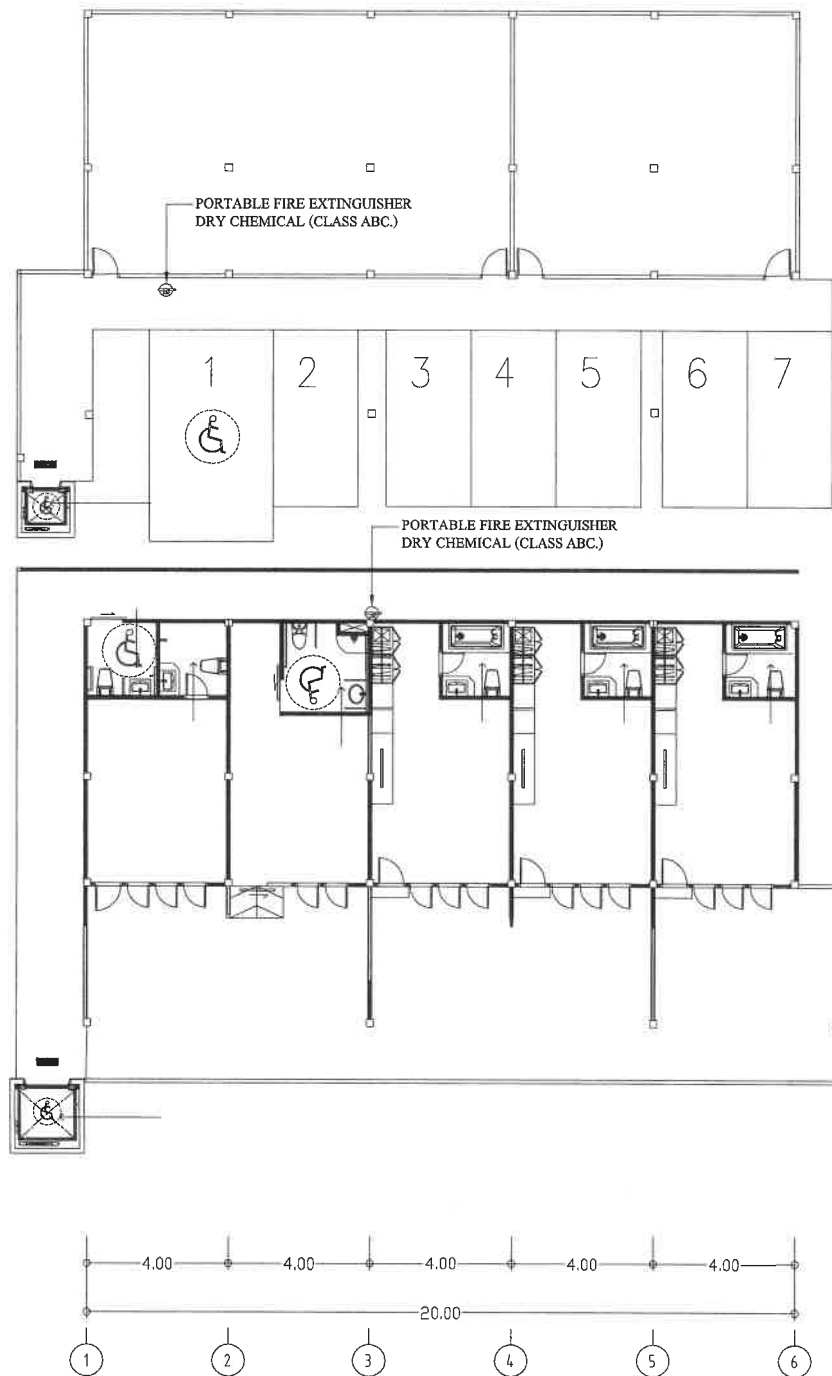 PORTABLE FIRE EXTINGUISHER
DRY CHEMICAL (CLASS ABC.)
1 2 3 4 5 6 7
PORTABLE FIRE EXTINGUISHER
DRY CHEMICAL (CLASS ABC.)
4.00 4.00 4.00 4.00 4.00
20.00
1 2 3 4 5 6